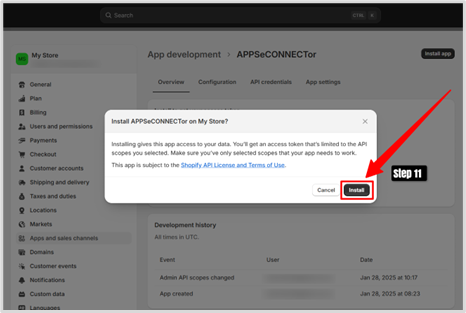 Search
CTRL K
MS My Store
App development > APPSeCONNECTor
Install app
General
Plan
Billing
Users and permissions
Payments
Checkout
Customer accounts
Shipping and delivery
Taxes and duties
Locations
Markets
Apps and sales channels
Domains
Customer events
Notifications
Custom data
Overview
Configuration
API credentials
App settings
Install APPSeCONNECTor on My Store?
Installing gives this app access to your data. You'll get an access token that's limited to the API
scopes you selected. Make sure you've only selected scopes that your app needs to work.
This app is subject to the Shopify API License and Terms of Use.
Cancel
Install
step 11
Development history
All times in UTC.
Event User Date
Admin API scopes changed Jan 28, 2025 at 10:17
App created Jan 28, 2025 at 08:23